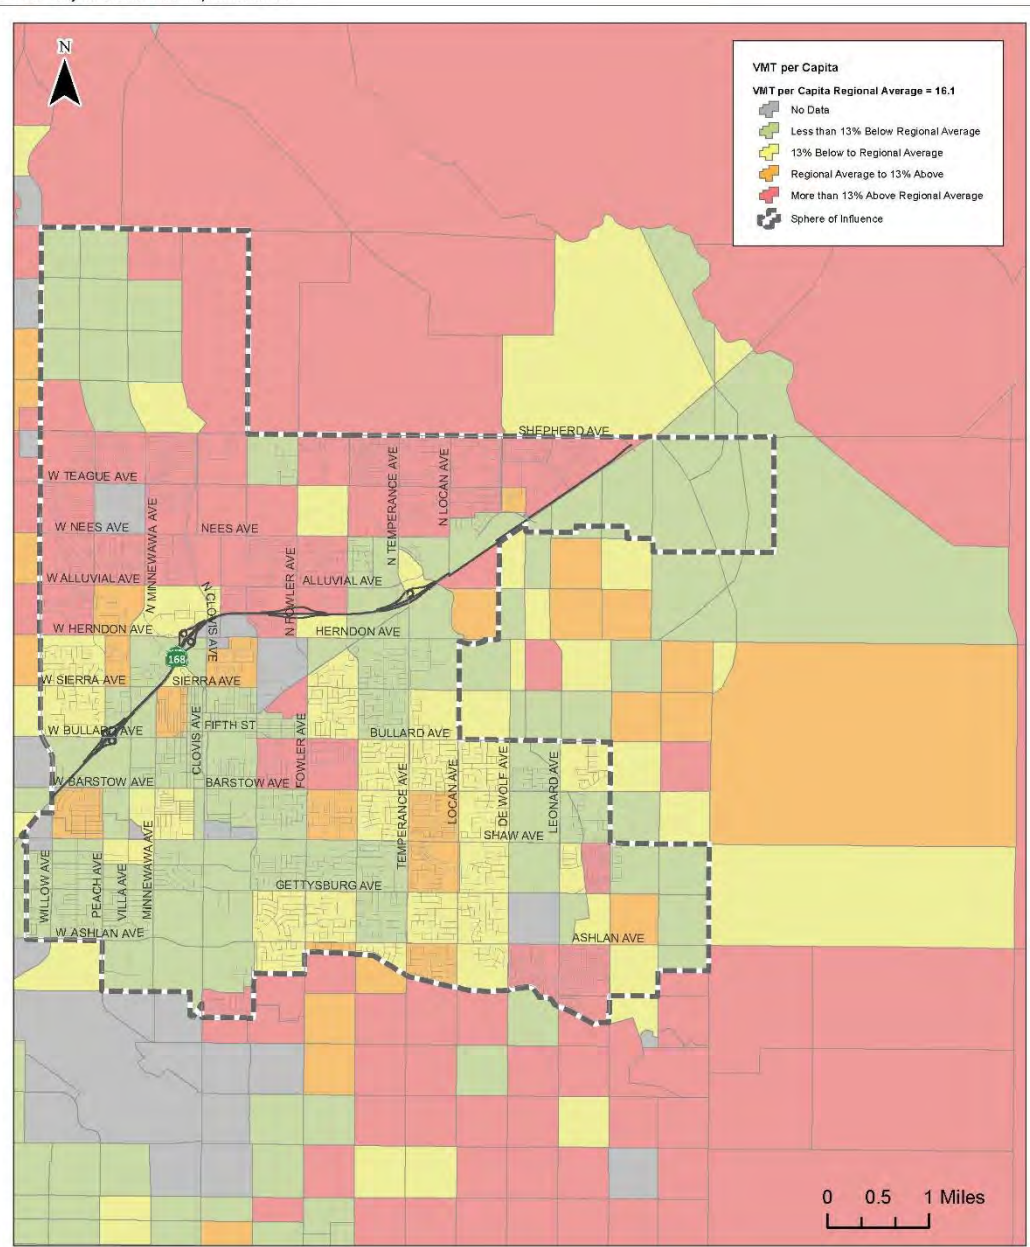 N
VMT per Capita
VMT per Capita Regional Average = 16.1
No Data
Less than 13% Below Regional Average
13% Below to Regional Average
Regional Average to 13% Above
More than 13% Above Regional Average
Sphere of Influence
SHEPHERD AVE
W TEAGUE AVE
N TEMPERANCE AVE
N LOCAN AVE
W NEES AVE
N MINNEWAWA AVE
NEES AVE
W ALLUVIAL AVE
N CLOVIS AVE
N FOWLER AVE
ALLUVIAL AVE
W HERNDON AVE
HERNDON AVE
168
W SIERRA AVE
SIERRA AVE
W BULLARD AVE
CLOVIS AVE
FIFTH ST
FOWLER AVE
BULLARD AVE
W BARSTOW AVE
BARSTOW AVE
TEMPERANCE AVE
LOCAN AVE
DE WOLF AVE
LEONARD AVE
SHAW AVE
WILLOW AVE
PEACH AVE
VILLA AVE
MINNEWAWA AVE
GETTYSBURG AVE
W ASHLAN AVE
ASHLAN AVE
0 0.5 1 Miles